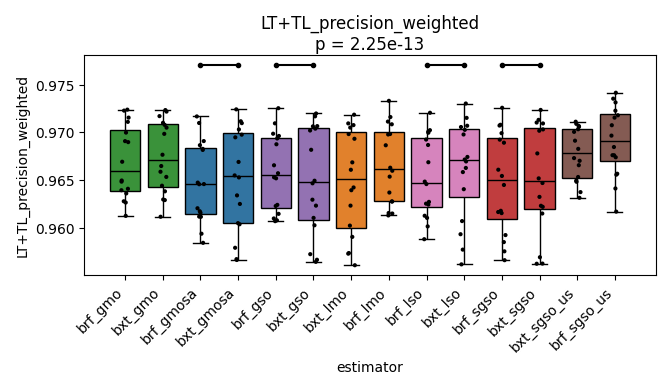 LT+TL_precision_weighted
p = 2.25e-13
LT+TL_precision_weighted
0.975
0.970
0.965
0.960
brf_gmo
bxt_gmo
brf_gmosa
bxt_gmosa
brf_gso
bxt_gso
bxt_lmo
brf_lmo
brf_lso
bxt_lso
brf_sgso
bxt_sgso
bxt_sgso_us
brf_sgso_us
estimator